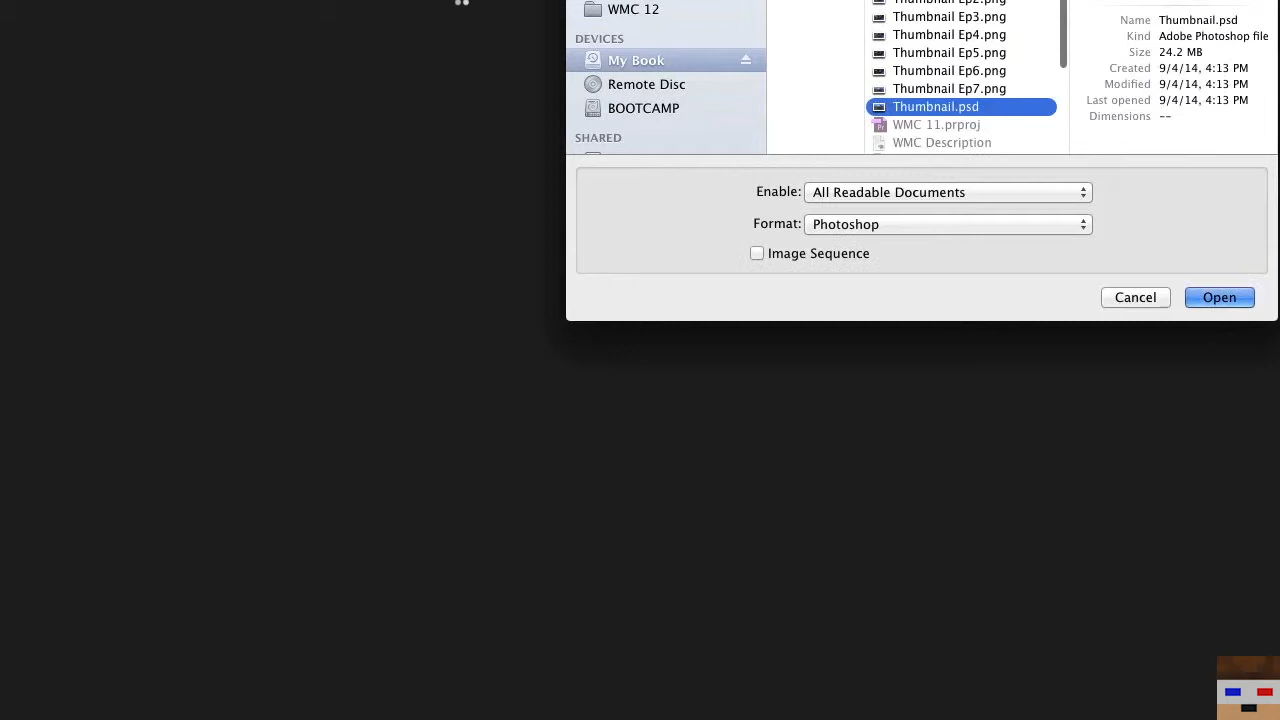 WMC 12
DEVICES
My Book
Remote Disc
BOOTCAMP
SHARED
Thumbnail Ep2.png
Thumbnail Ep3.png
Thumbnail Ep4.png
Thumbnail Ep5.png
Thumbnail Ep6.png
Thumbnail Ep7.png
Thumbnail.psd
WMC 11.prproj
WMC Description
Name Thumbnail.psd
Kind Adobe Photoshop file
Size 24.2 MB
Created 9/4/14, 4:13 PM
Modified 9/4/14, 4:13 PM
Last opened 9/4/14, 4:13 PM
Dimensions --
Enable: All Readable Documents
Format: Photoshop
Image Sequence
Cancel Open